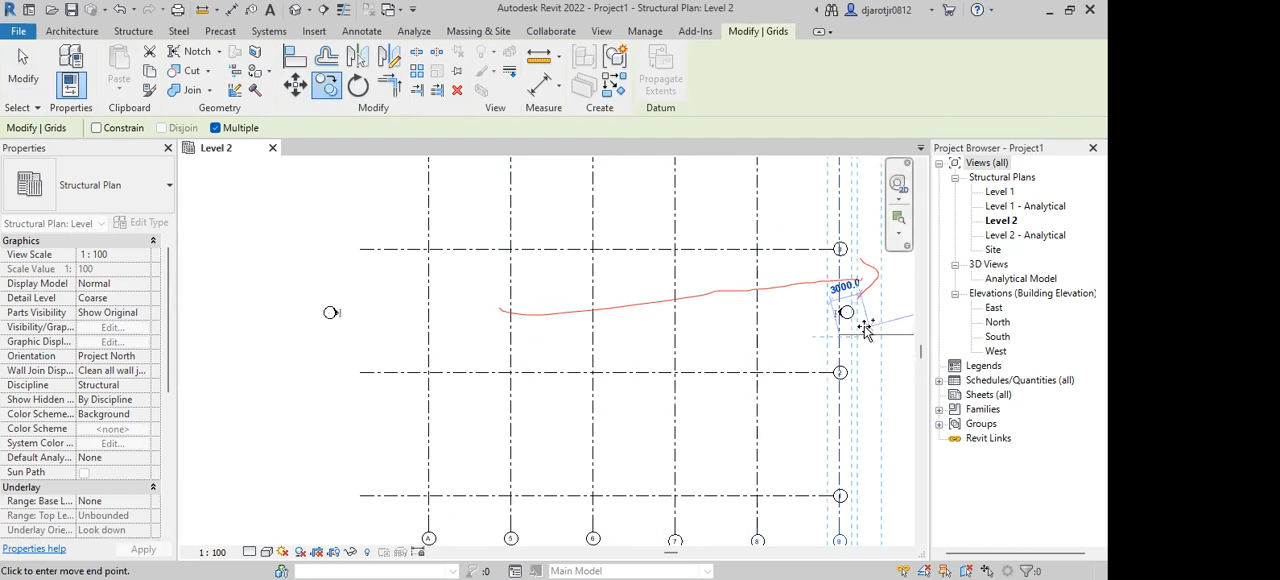 Autodesk Revit 2022 - Project1 - Structural Plan: Level 2
djarotjr0812
File Architecture Structure Steel Precast Systems Insert Annotate Analyze Massing & Site Collaborate View Manage Add-Ins Modify | Grids
Modify
Paste
Notch
Cut
Join
Propagate
Extents
Select Properties Clipboard Geometry Modify View Measure Create Datum
Modify | Grids Constrain Disjoin Multiple
Properties
Level 2
Project Browser - Project1
Structural Plan
Structural Plan: Level
Edit Type
Graphics
View Scale 1 : 100
Scale Value 1: 100
Display Model Normal
Detail Level Coarse
Parts Visibility Show Original
Visibility/Grap... Edit...
Graphic Displ... Edit...
Orientation Project North
Wall Join Disp... Clean all wall j...
Discipline Structural
Show Hidden ... By Discipline
Color Scheme... Background
Color Scheme <none>
System Color ... Edit...
Default Analy... None
Sun Path
Underlay
Range: Base L... None
Range: Top Le... Unbounded
Underlay Orie... Look down
Properties help
Apply
3000.0
2D
A 5 6 7 8 9
Views (all)
Structural Plans
Level 1
Level 1 - Analytical
Level 2
Level 2 - Analytical
Site
3D Views
Analytical Model
Elevations (Building Elevation)
East
North
South
West
Legends
Schedules/Quantities (all)
Sheets (all)
Families
Groups
Revit Links
1 : 100
Click to enter move end point.
:0
Main Model
:0